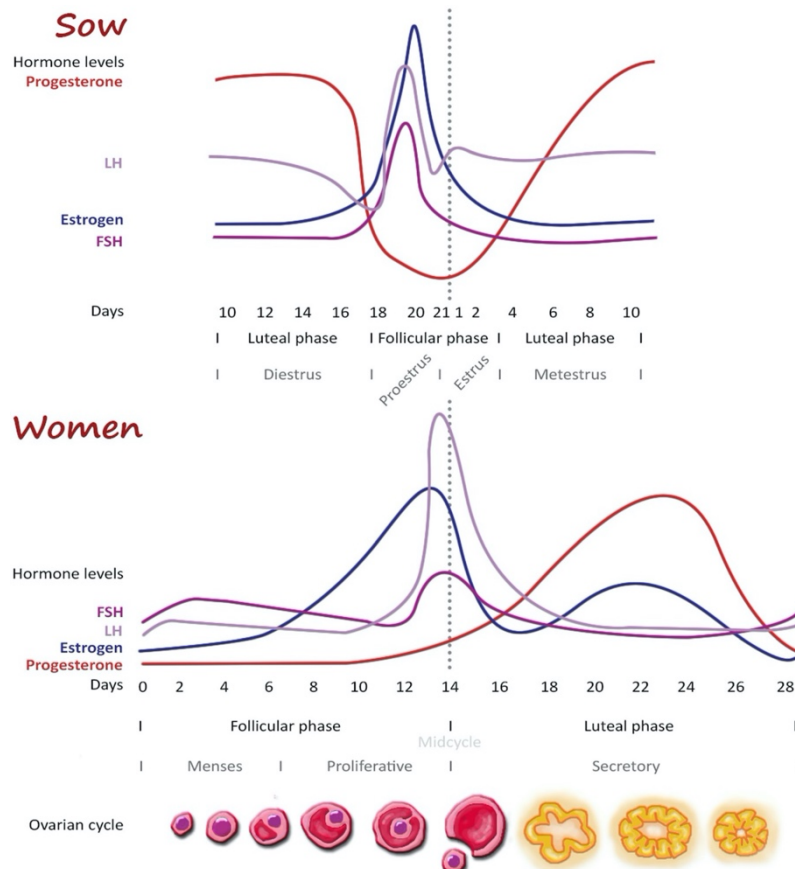 Sow
Hormone levels
Progesterone
LH
Estrogen
FSH
Days 10 12 14 16 18 20 21 1 2 4 6 8 10
Luteal phase Follicular phase Luteal phase
Diestrus Proestrus Estrus Metestrus
Women
Hormone levels
FSH
LH
Estrogen
Progesterone
Days 0 2 4 6 8 10 12 14 16 18 20 22 24 26 28
Follicular phase Luteal phase
Midcycle
Menses Proliferative Secretory
Ovarian cycle